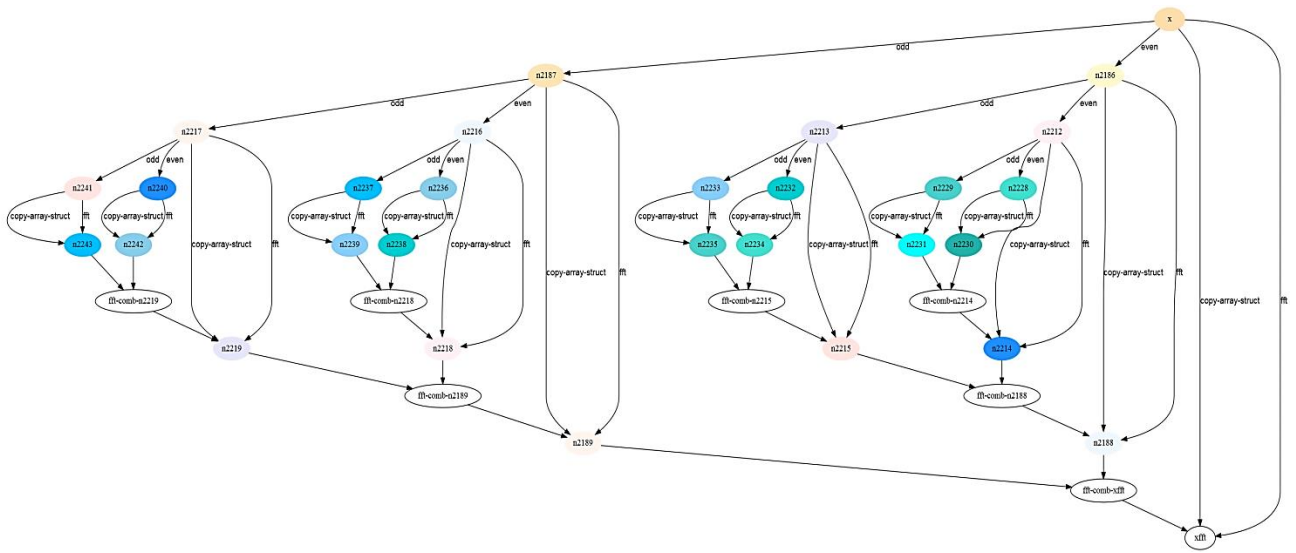 x
odd
even
n2187
n2186
odd
even
odd
even
n2217
n2216
n2213
n2212
odd
even
odd
even
odd
even
odd
even
n2241
n2240
n2237
n2236
n2233
n2232
n2229
n2228
copy-array-struct
fft
copy-array-struct
fft
copy-array-struct
fft
copy-array-struct
fft
copy-array-struct
fft
copy-array-struct
fft
copy-array-struct
fft
copy-array-struct
fft
n2243
n2242
copy-array-struct
fft
n2239
n2238
copy-array-struct
fft
n2235
n2234
copy-array-struct
fft
n2231
n2230
copy-array-struct
fft
copy-array-struct
fft
copy-array-struct
fft
fft-comb-n2219
fft-comb-n2218
fft-comb-n2215
fft-comb-n2214
copy-array-struct
fft
n2219
n2218
n2215
n2214
fft-comb-n2189
fft-comb-n2188
n2189
n2188
fft-comb-xfft
xfft